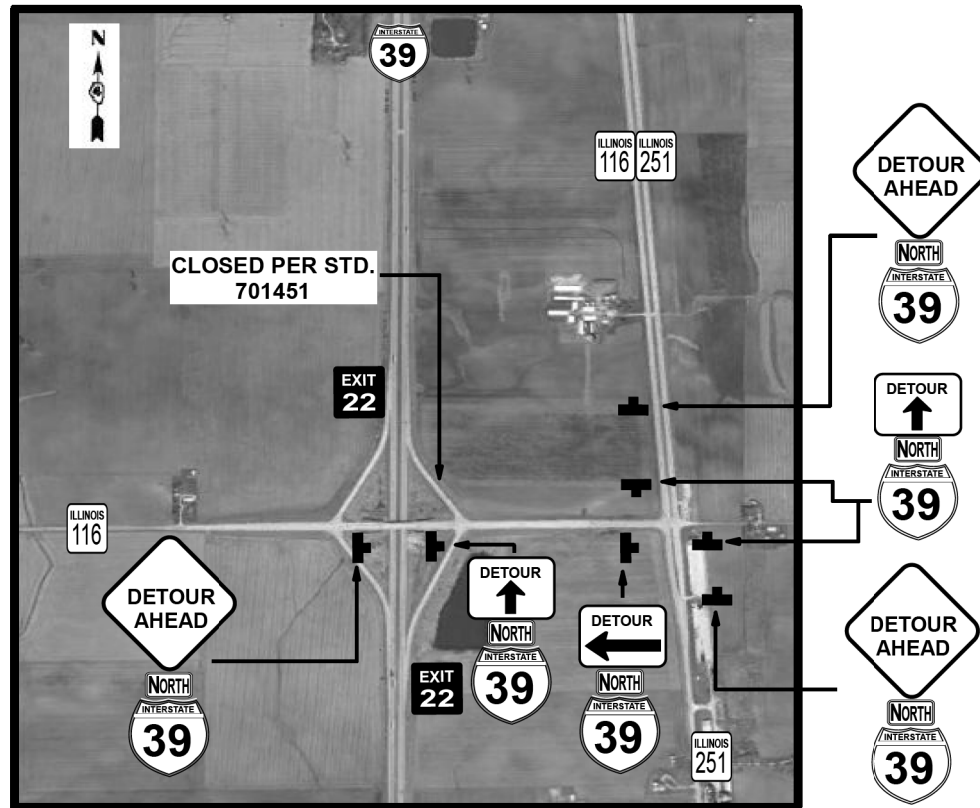 N
INTERSTATE
39
ILLINOIS
116
ILLINOIS
251
CLOSED PER STD.
701451
EXIT
22
ILLINOIS
116
DETOUR
AHEAD
NORTH
INTERSTATE
39
EXIT
22
DETOUR
NORTH
INTERSTATE
39
DETOUR
NORTH
INTERSTATE
39
ILLINOIS
251
DETOUR
AHEAD
NORTH
INTERSTATE
39
DETOUR
NORTH
INTERSTATE
39
DETOUR
AHEAD
NORTH
INTERSTATE
39